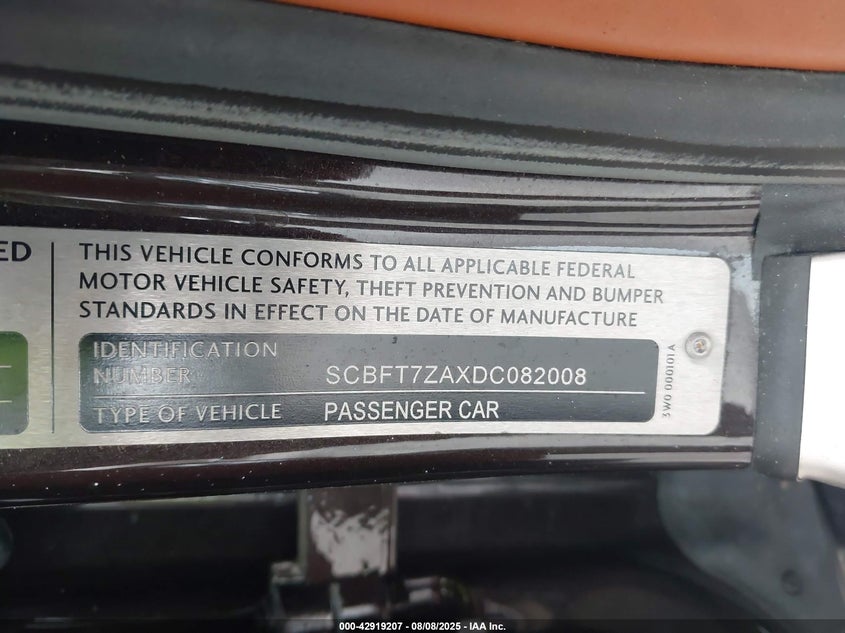 ED
THIS VEHICLE CONFORMS TO ALL APPLICABLE FEDERAL
MOTOR VEHICLE SAFETY, THEFT PREVENTION AND BUMPER
STANDARDS IN EFFECT ON THE DATE OF MANUFACTURE
IDENTIFICATION
NUMBER SCBFT7ZAXDC082008
TYPE OF VEHICLE PASSENGER CAR
3W0 000101 A
000-42919207 - 08/08/2025 - IAA Inc.